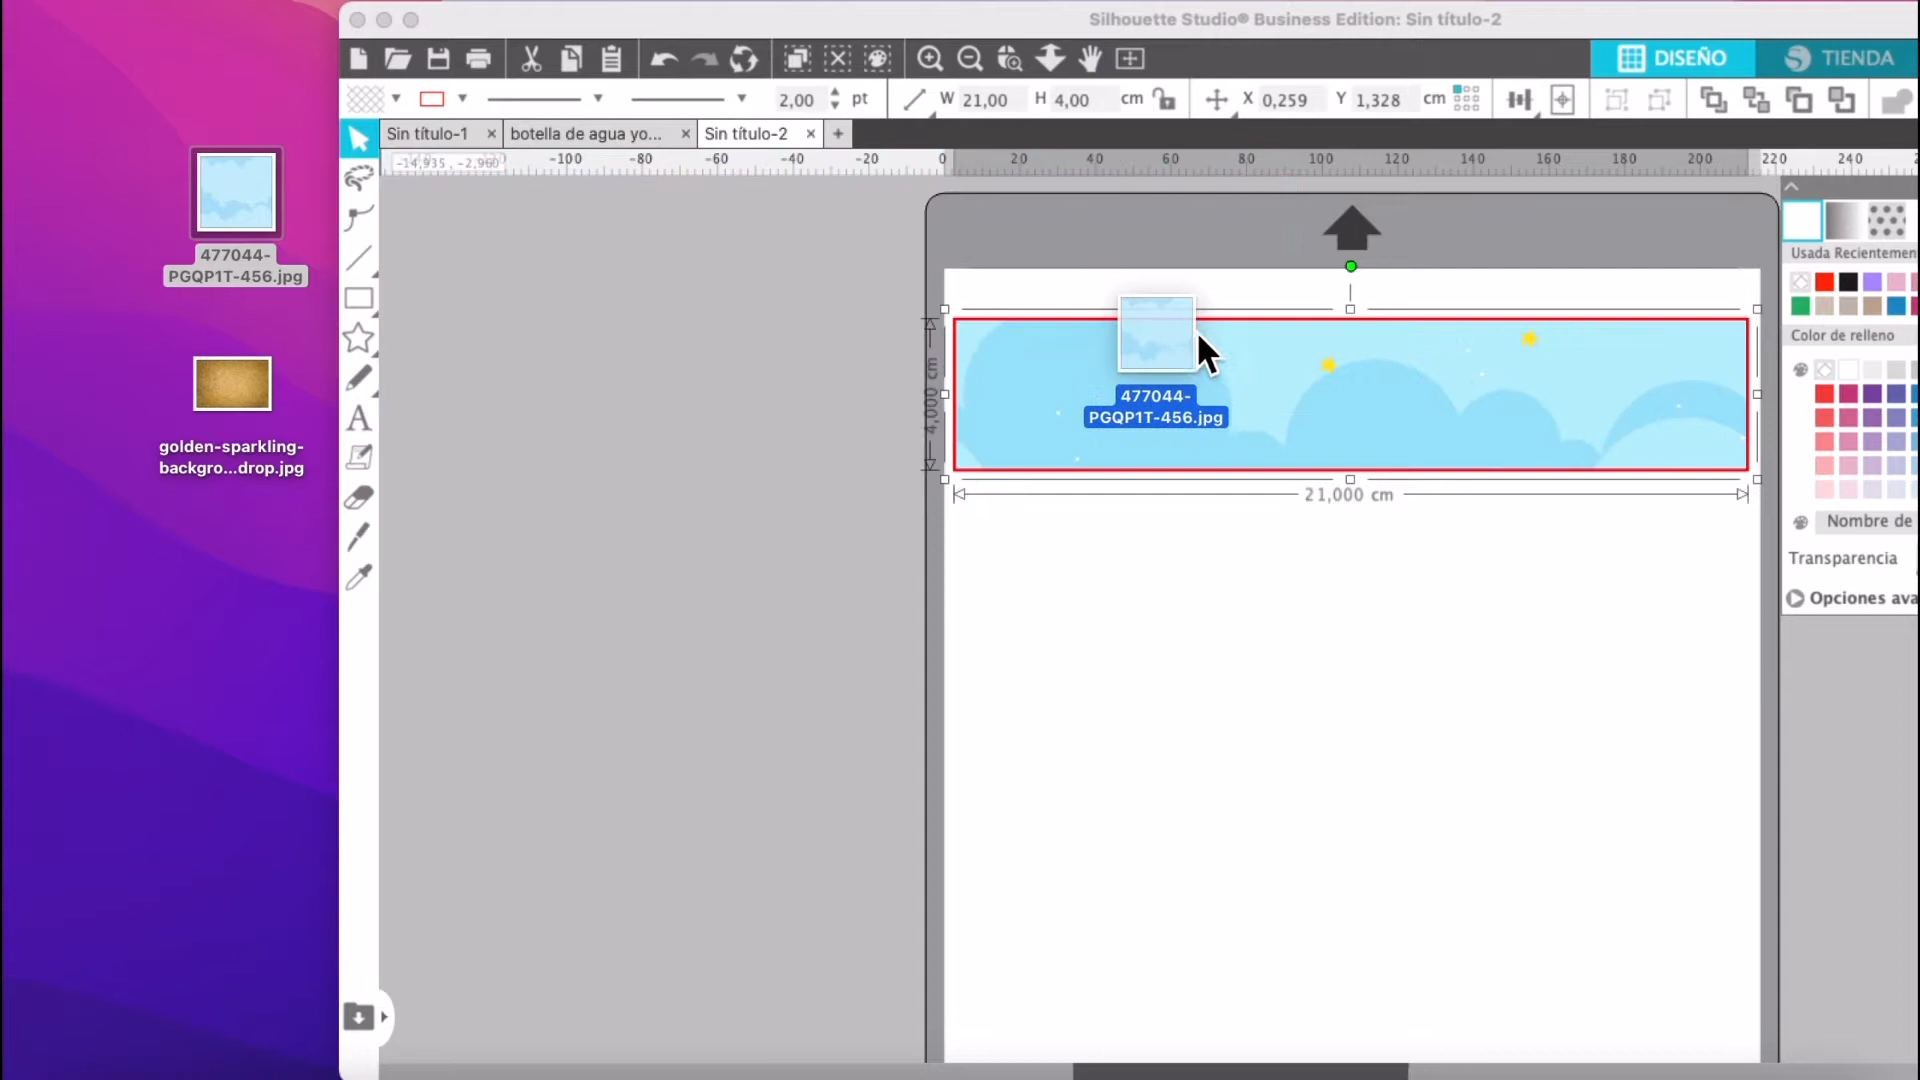 Silhouette Studio® Business Edition: Sin título-2
DISEÑO
TIENDA
2,00 pt
W 21,00 H 4,00 cm
X 0,259 Y 1,328 cm
Sin título-1
botella de agua yo...
Sin título-2
-14,935 , -2,960
-100 -80 -60 -40 -20 0 20 40 60 80 100 120 140 160 180 200 220 240
477044-
PGQP1T-456.jpg
golden-sparkling-
backgro...drop.jpg
477044-
PGQP1T-456.jpg
4,000 cm
21,000 cm
Usada Recientemen
Color de relleno
Nombre de
Transparencia
Opciones ava